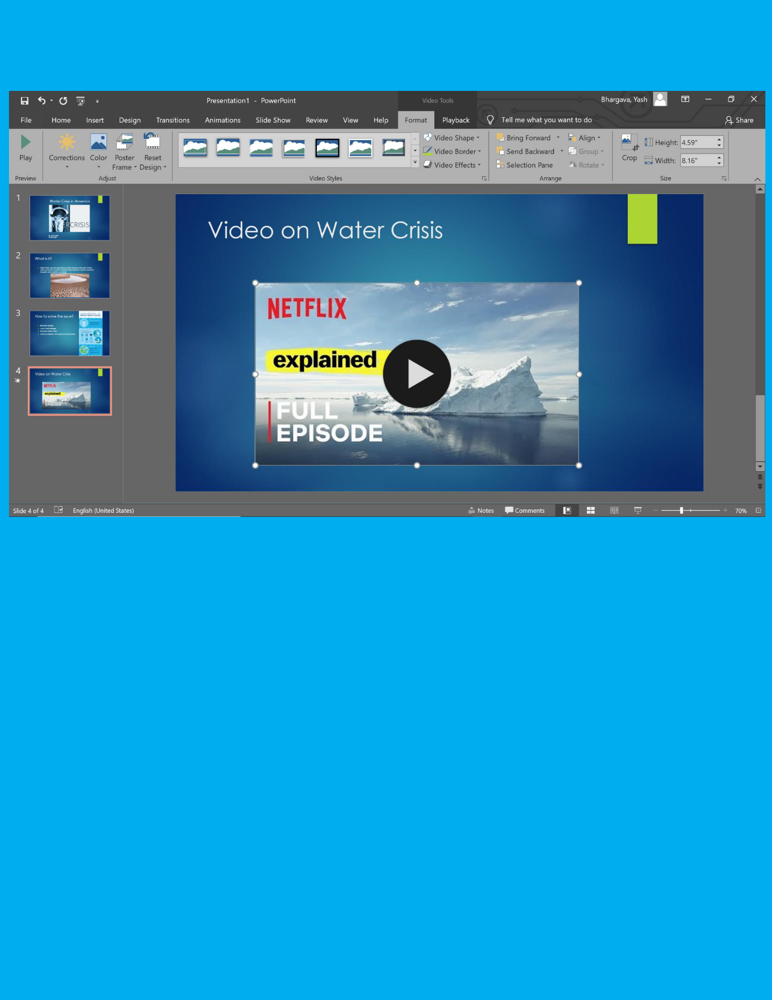 Presentation1 - PowerPoint
Video Tools
Bhargava, Yash
File Home Insert Design Transitions Animations Slide Show Review View Help Format Playback Tell me what you want to do Share
Play
Corrections
Color
Poster Frame
Reset Design
Video Shape
Video Border
Video Effects
Bring Forward
Send Backward
Selection Pane
Align
Group
Rotate
Crop
Height: 4.59"
Width: 8.16"
Preview Adjust Video Styles Arrange Size
1
Water Crisis in America
CRISIS
2
What is it?
3
How to solve the issue?
4
Video on Water Crisis
NETFLIX
explained
FULL
EPISODE
Video on Water Crisis
NETFLIX
explained
FULL
EPISODE
Slide 4 of 4 English (United States) Notes Comments 70%